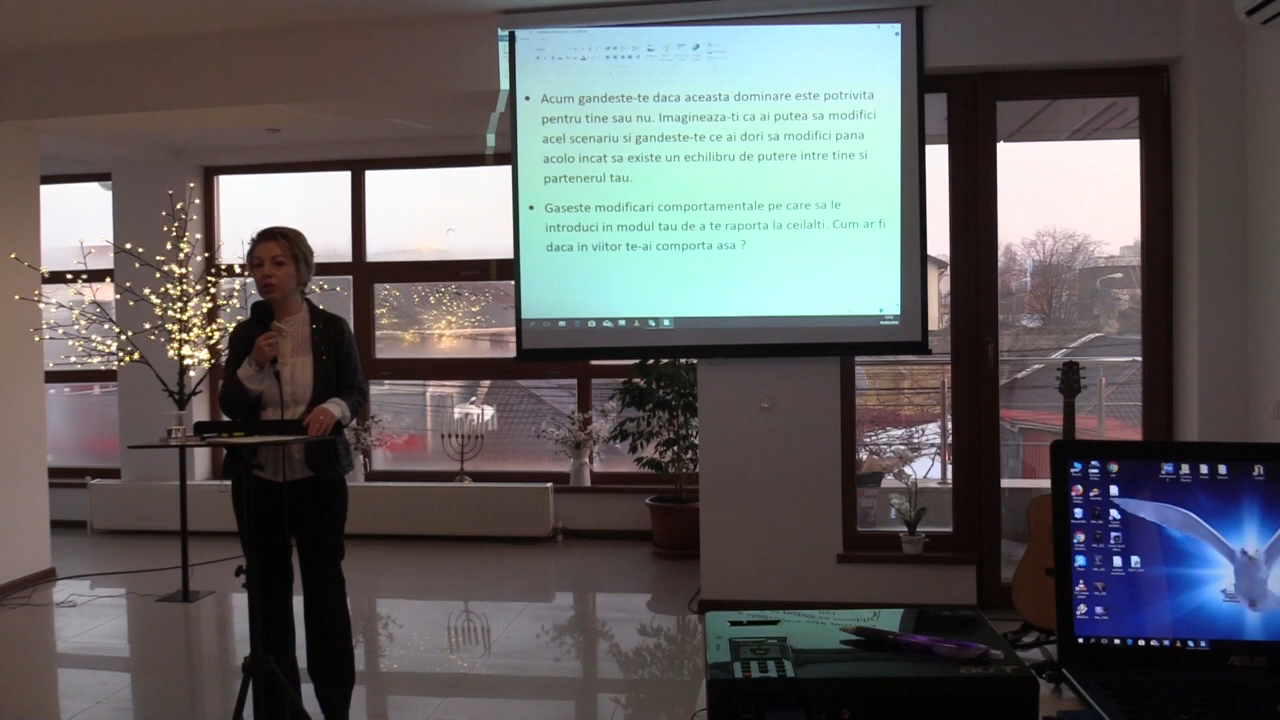 Acum gandeste-te daca aceasta dominare este potrivita
pentru tine sau nu. Imagineaza-ti ca ai putea sa modifici
acel scenariu si gandeste-te ce ai dori sa modifici pana
acolo incat sa existe un echilibru de putere intre tine si
partenerul tau.
Gaseste modificari comportamentale pe care sa le
introduci in modul tau de a te raporta la ceilalti. Cum ar fi
daca in viitor te-ai comporta asa ?
ASUS
acer